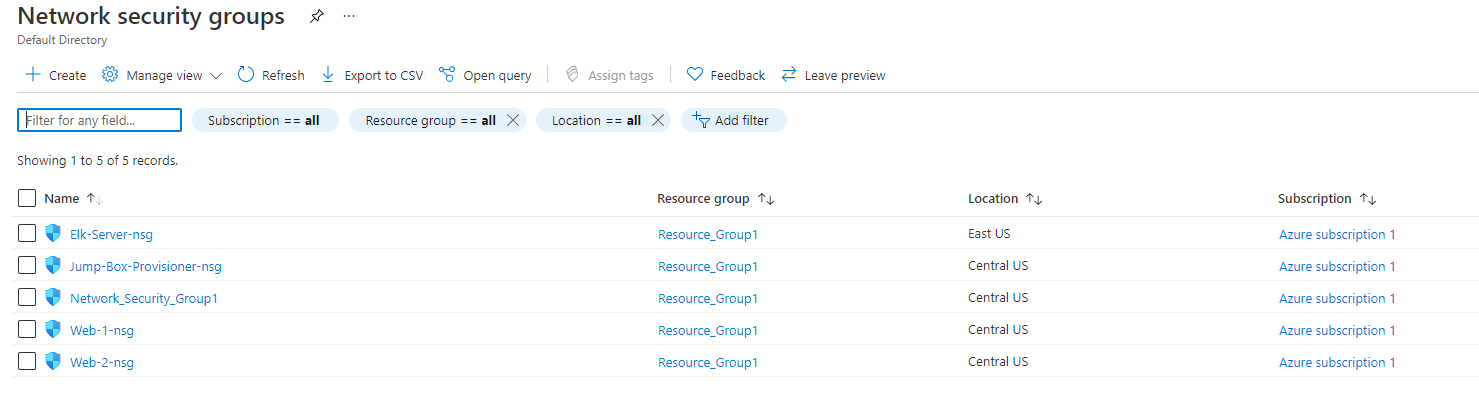 Network security groups ...
Default Directory
Create Manage view Refresh Export to CSV Open query Assign tags Feedback Leave preview
Filter for any field... Subscription == all Resource group == all Location == all Add filter
Showing 1 to 5 of 5 records.
Name Resource group Location Subscription
Elk-Server-nsg Resource_Group1 East US Azure subscription 1
Jump-Box-Provisioner-nsg Resource_Group1 Central US Azure subscription 1
Network_Security_Group1 Resource_Group1 Central US Azure subscription 1
Web-1-nsg Resource_Group1 Central US Azure subscription 1
Web-2-nsg Resource_Group1 Central US Azure subscription 1